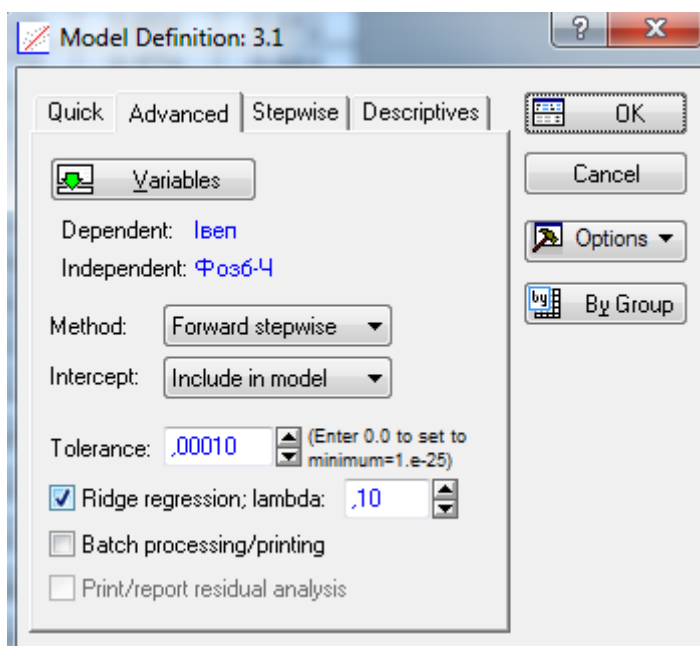 Model Definition: 3.1
Quick Advanced Stepwise Descriptives
OK
Variables
Cancel
Dependent: Івеп
Options
Independent: Фозб-Ч
By Group
Method: Forward stepwise
Intercept: Include in model
Tolerance: ,00010 (Enter 0.0 to set to
minimum=1.e-25)
Ridge regression; lambda: ,10
Batch processing/printing
Print/report residual analysis